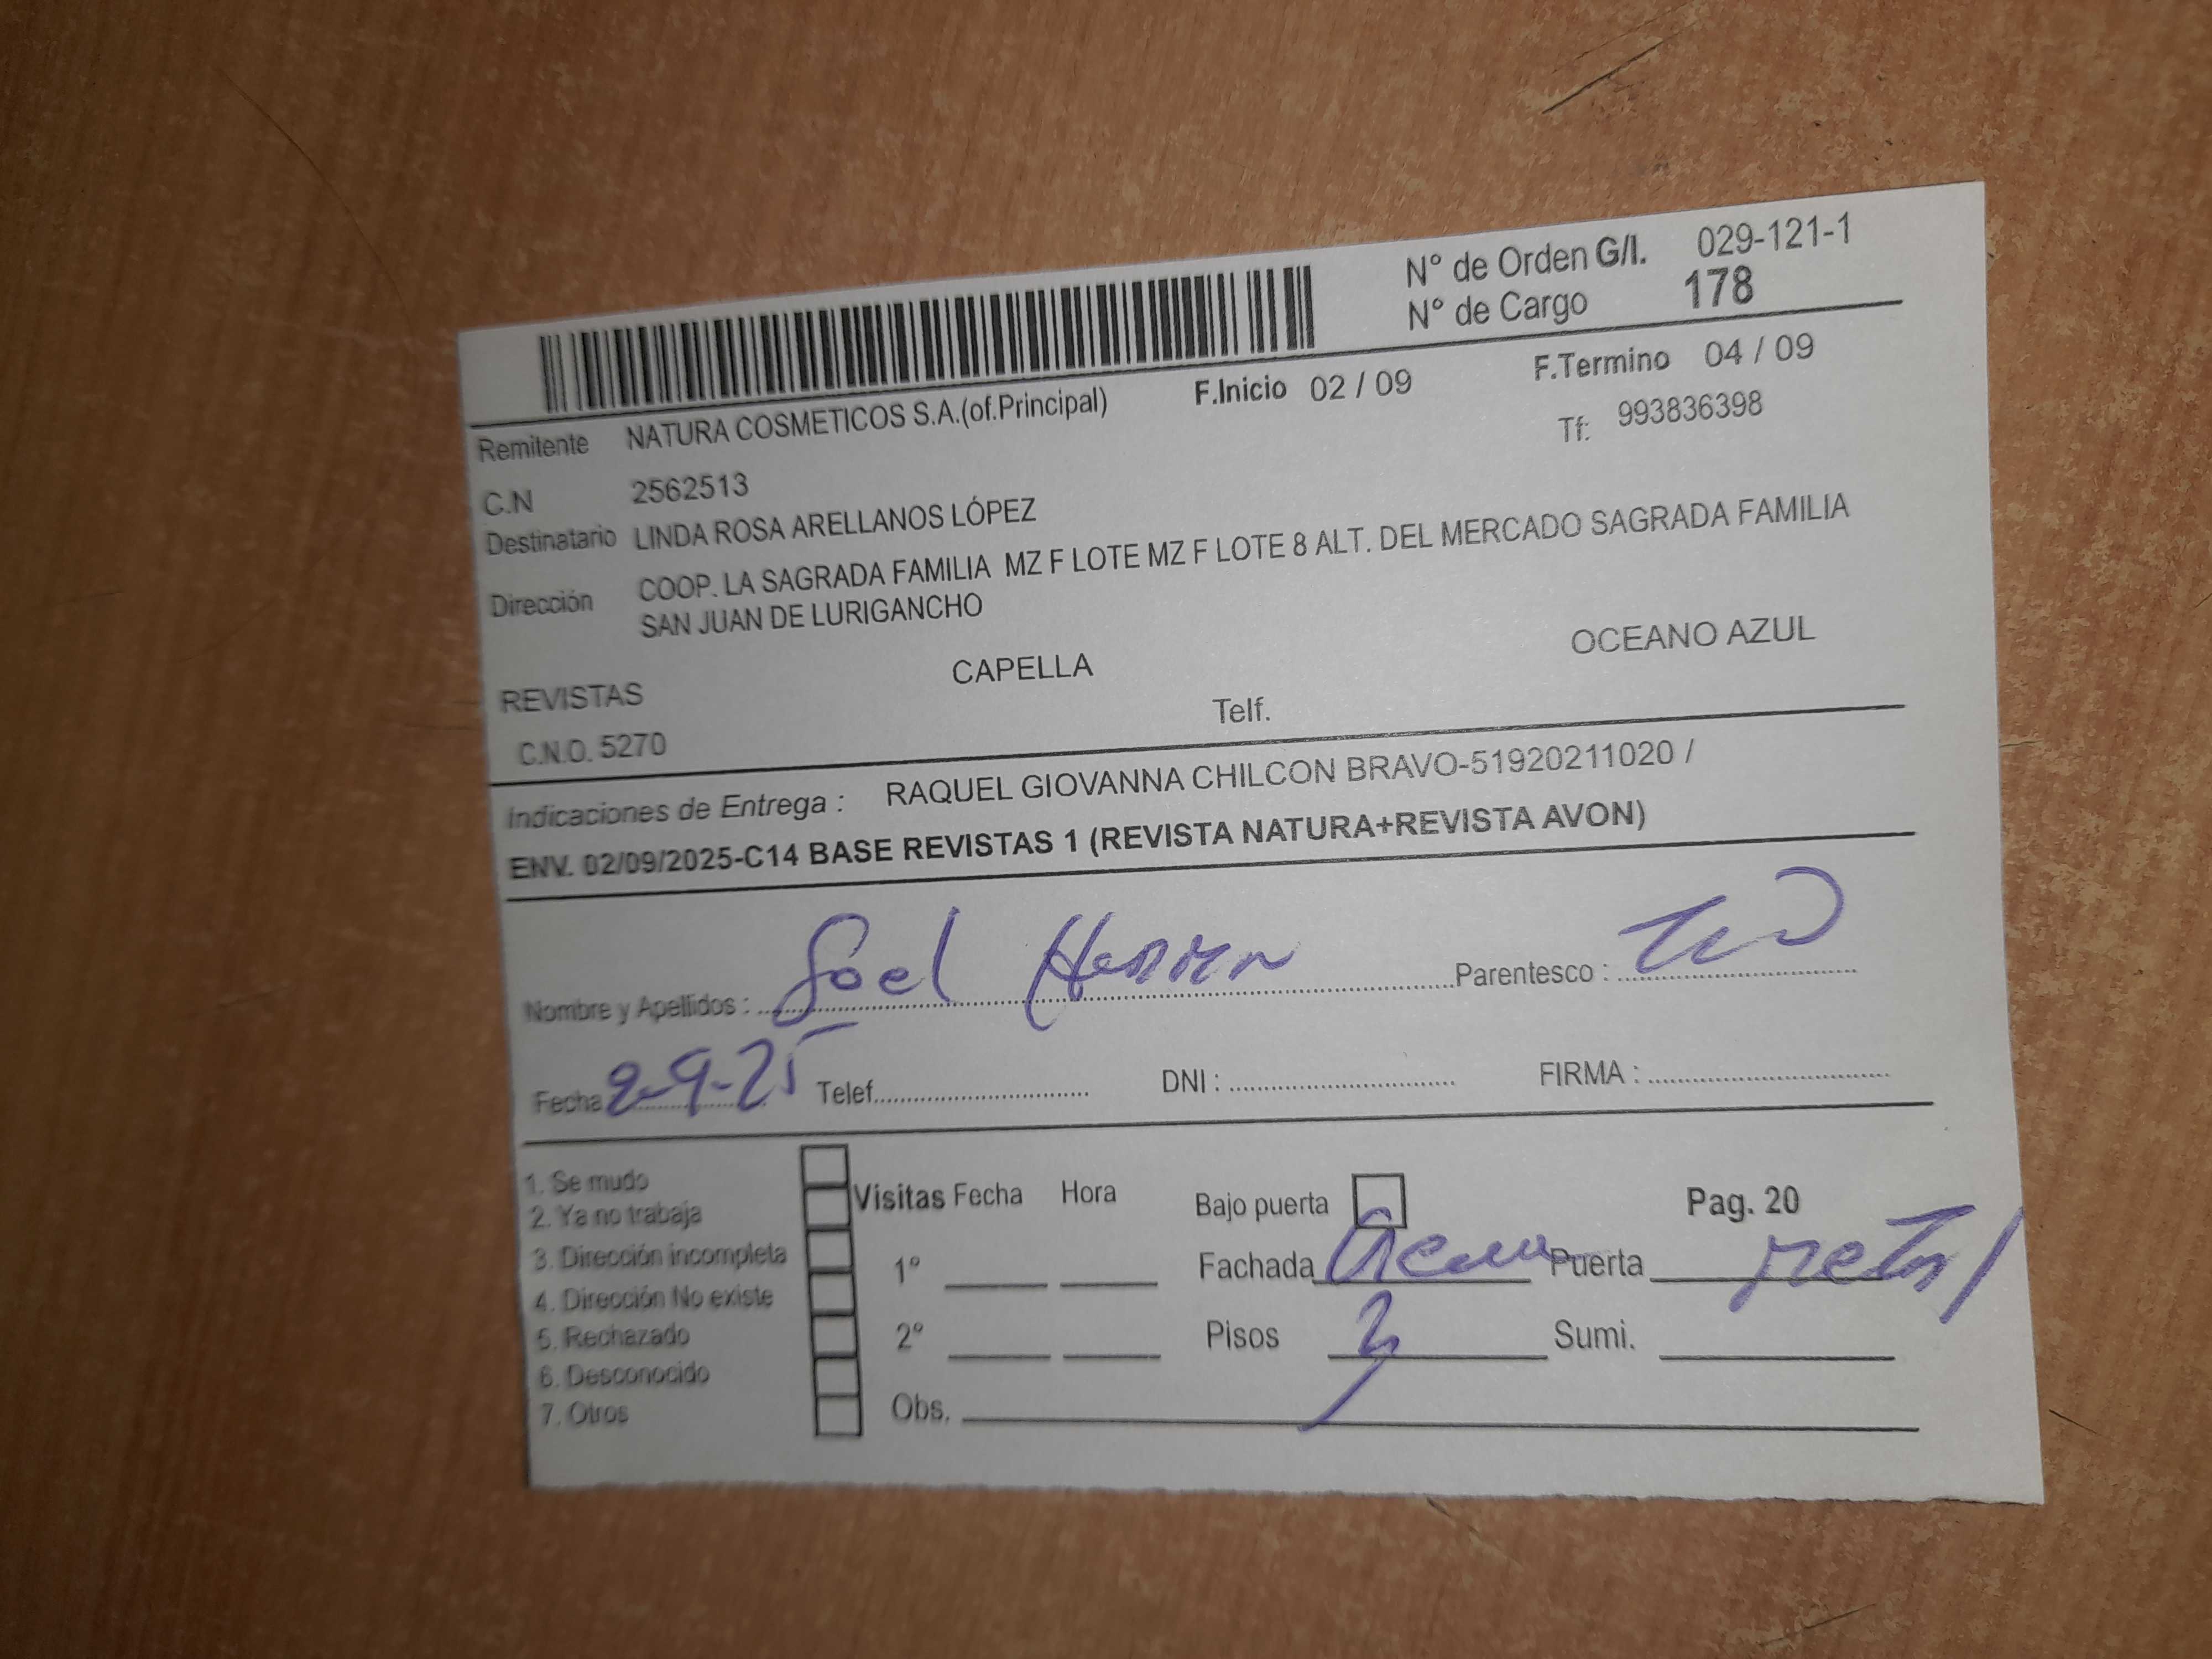 N° de Orden G/I. 029-121-1
N° de Cargo 178
F.Inicio 02 / 09 F.Termino 04 / 09
Remitente NATURA COSMETICOS S.A.(of.Principal) Tf: 993836398
C.N 2562513
Destinatario LINDA ROSA ARELLANOS LÓPEZ
Dirección COOP. LA SAGRADA FAMILIA MZ F LOTE MZ F LOTE 8 ALT. DEL MERCADO SAGRADA FAMILIA
SAN JUAN DE LURIGANCHO
REVISTAS CAPELLA OCEANO AZUL
C.N.O. 5270 Telf.
Indicaciones de Entrega : RAQUEL GIOVANNA CHILCON BRAVO-51920211020 /
ENV. 02/09/2025-C14 BASE REVISTAS 1 (REVISTA NATURA+REVISTA AVON)
Nombre y Apellidos : Joel Parentesco :
Fecha 2-9-25 Telef. DNI : FIRMA :
1. Se mudo
2. Ya no trabaja
3. Dirección incompleta
4. Dirección No existe
5. Rechazado
6. Desconocido
7. Otros
Visitas Fecha Hora
1°
2°
Obs.
Bajo puerta Pag. 20
Fachada Crema Puerta metal
Pisos Sumi.